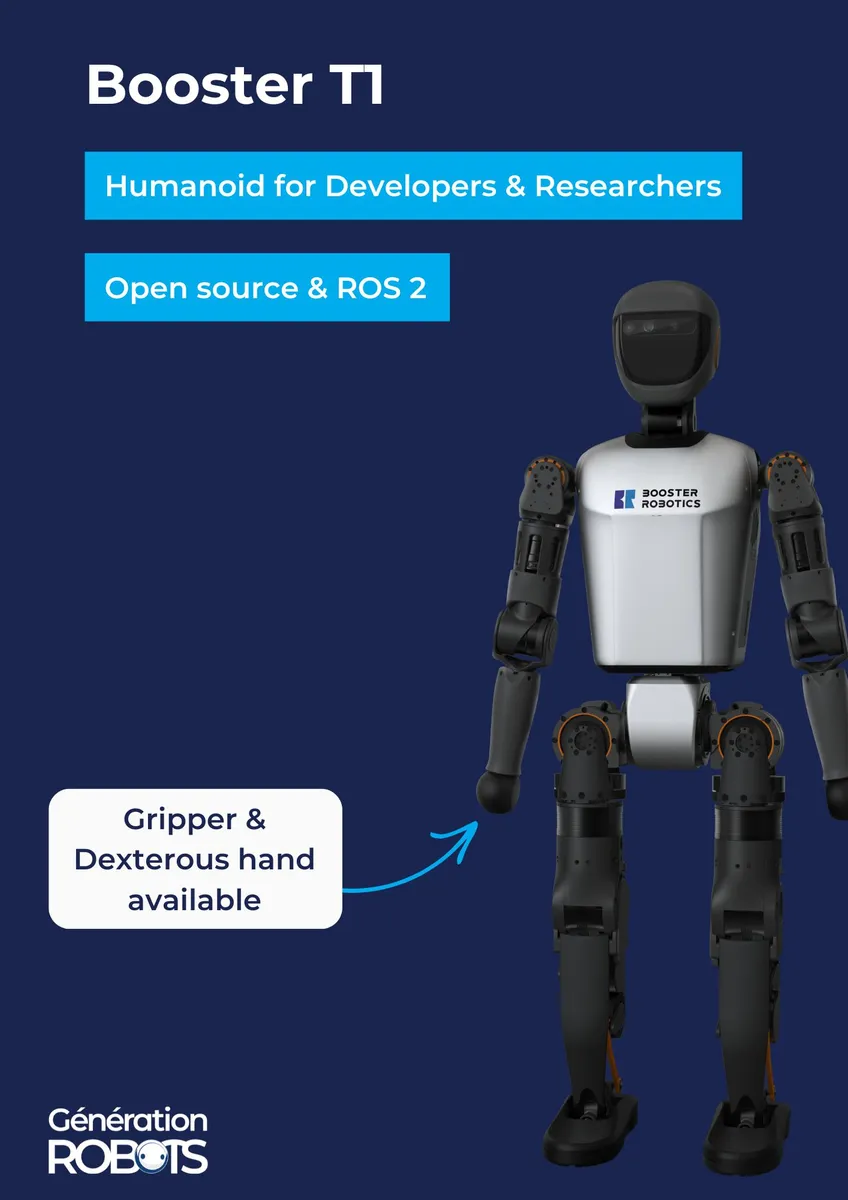 Booster T1
Humanoid for Developers & Researchers
Open source & ROS 2
BOOSTER
ROBOTICS
Gripper &
Dexterous hand
available
Génération
ROBOTS